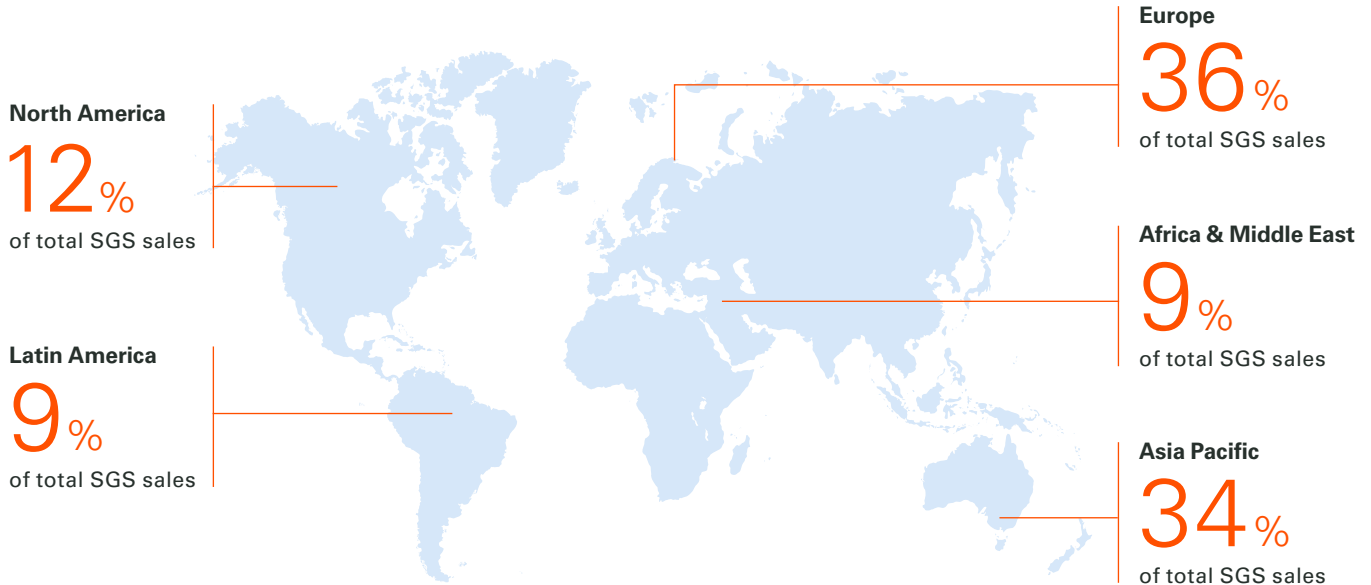 North America
12%
of total SGS sales
Latin America
9%
of total SGS sales
Europe
36%
of total SGS sales
Africa & Middle East
9%
of total SGS sales
Asia Pacific
34%
of total SGS sales